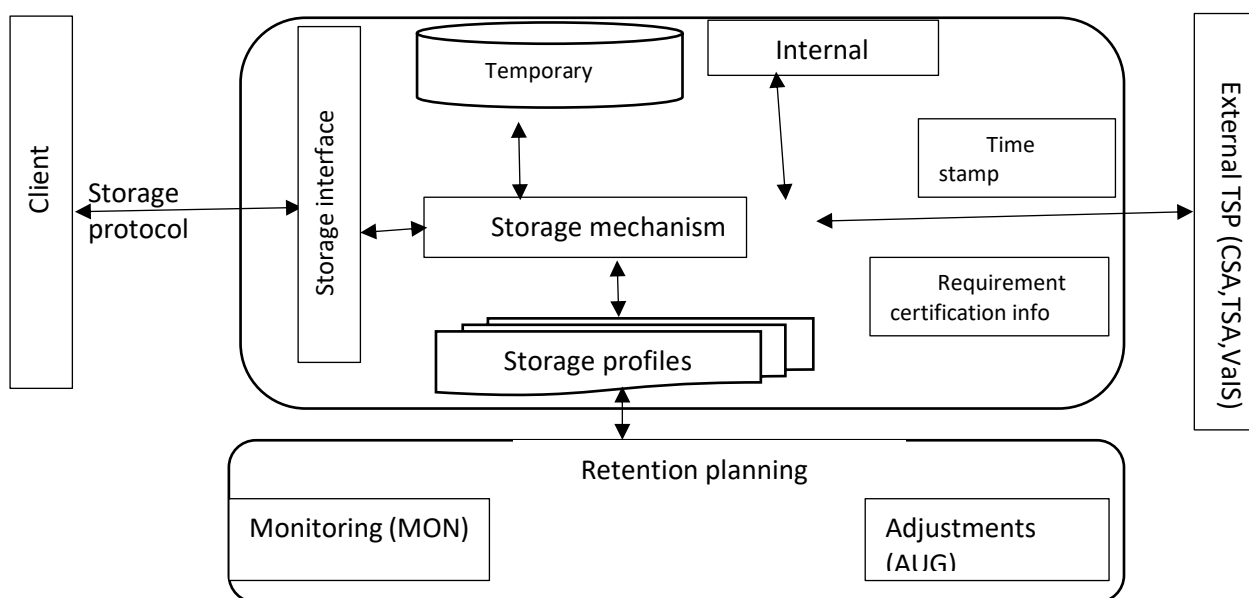 Client
Storage
protocol
Storage interface
Temporary
Internal
Time
stamp
Storage mechanism
Requirement
certification info
Storage profiles
External TSP (CSA,TSA,ValS)
Retention planning
Monitoring (MON)
Adjustments
(AUG)